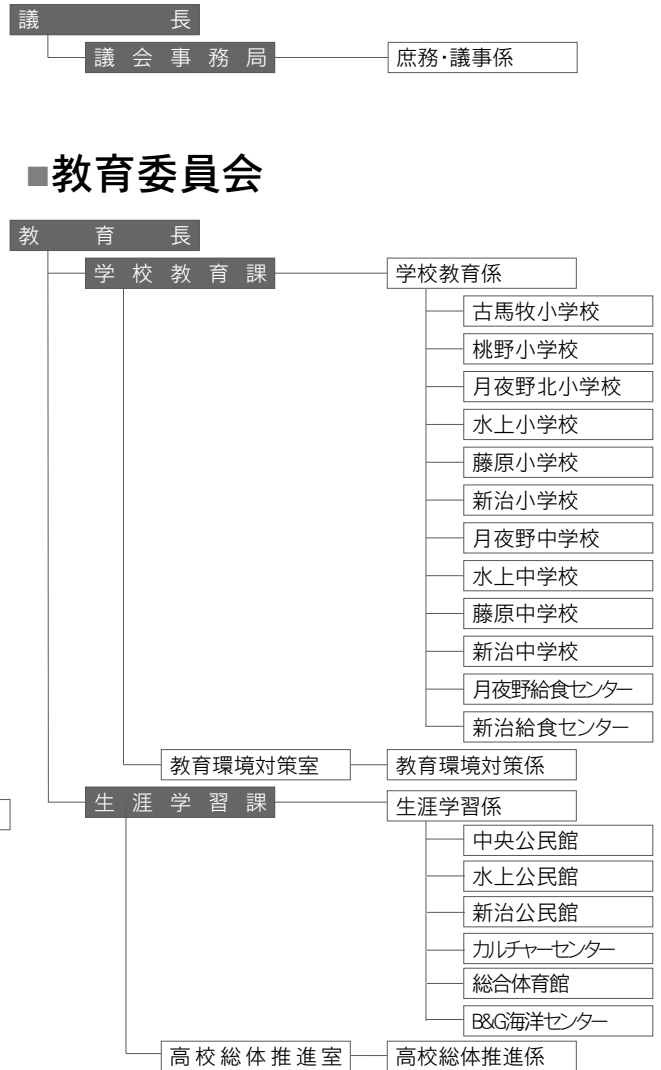 議長
議会事務局 庶務・議事係
■教育委員会
教育長
学校教育課 学校教育係
古馬牧小学校
桃野小学校
月夜野北小学校
水上小学校
藤原小学校
新治小学校
月夜野中学校
水上中学校
藤原中学校
新治中学校
月夜野給食センター
新治給食センター
教育環境対策室 教育環境対策係
生涯学習課 生涯学習係
中央公民館
水上公民館
新治公民館
カルチャーセンター
総合体育館
B&G海洋センター
高校総体推進室 高校総体推進係